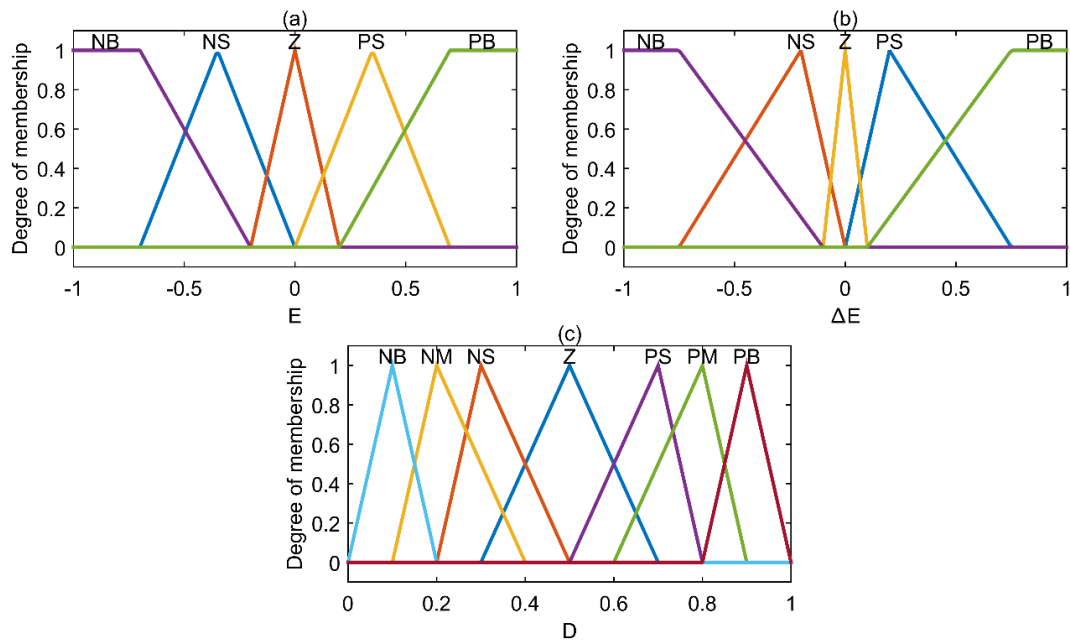 (a)
NB NS Z PS PB
1
0.8
0.6
0.4
0.2
0
Degree of membership
-1 -0.5 0 0.5 1
E
(b)
NB NS Z PS PB
1
0.8
0.6
0.4
0.2
0
Degree of membership
-1 -0.5 0 0.5 1
ΔE
(c)
NB NM NS Z PS PM PB
1
0.8
0.6
0.4
0.2
0
Degree of membership
0 0.2 0.4 0.6 0.8 1
D